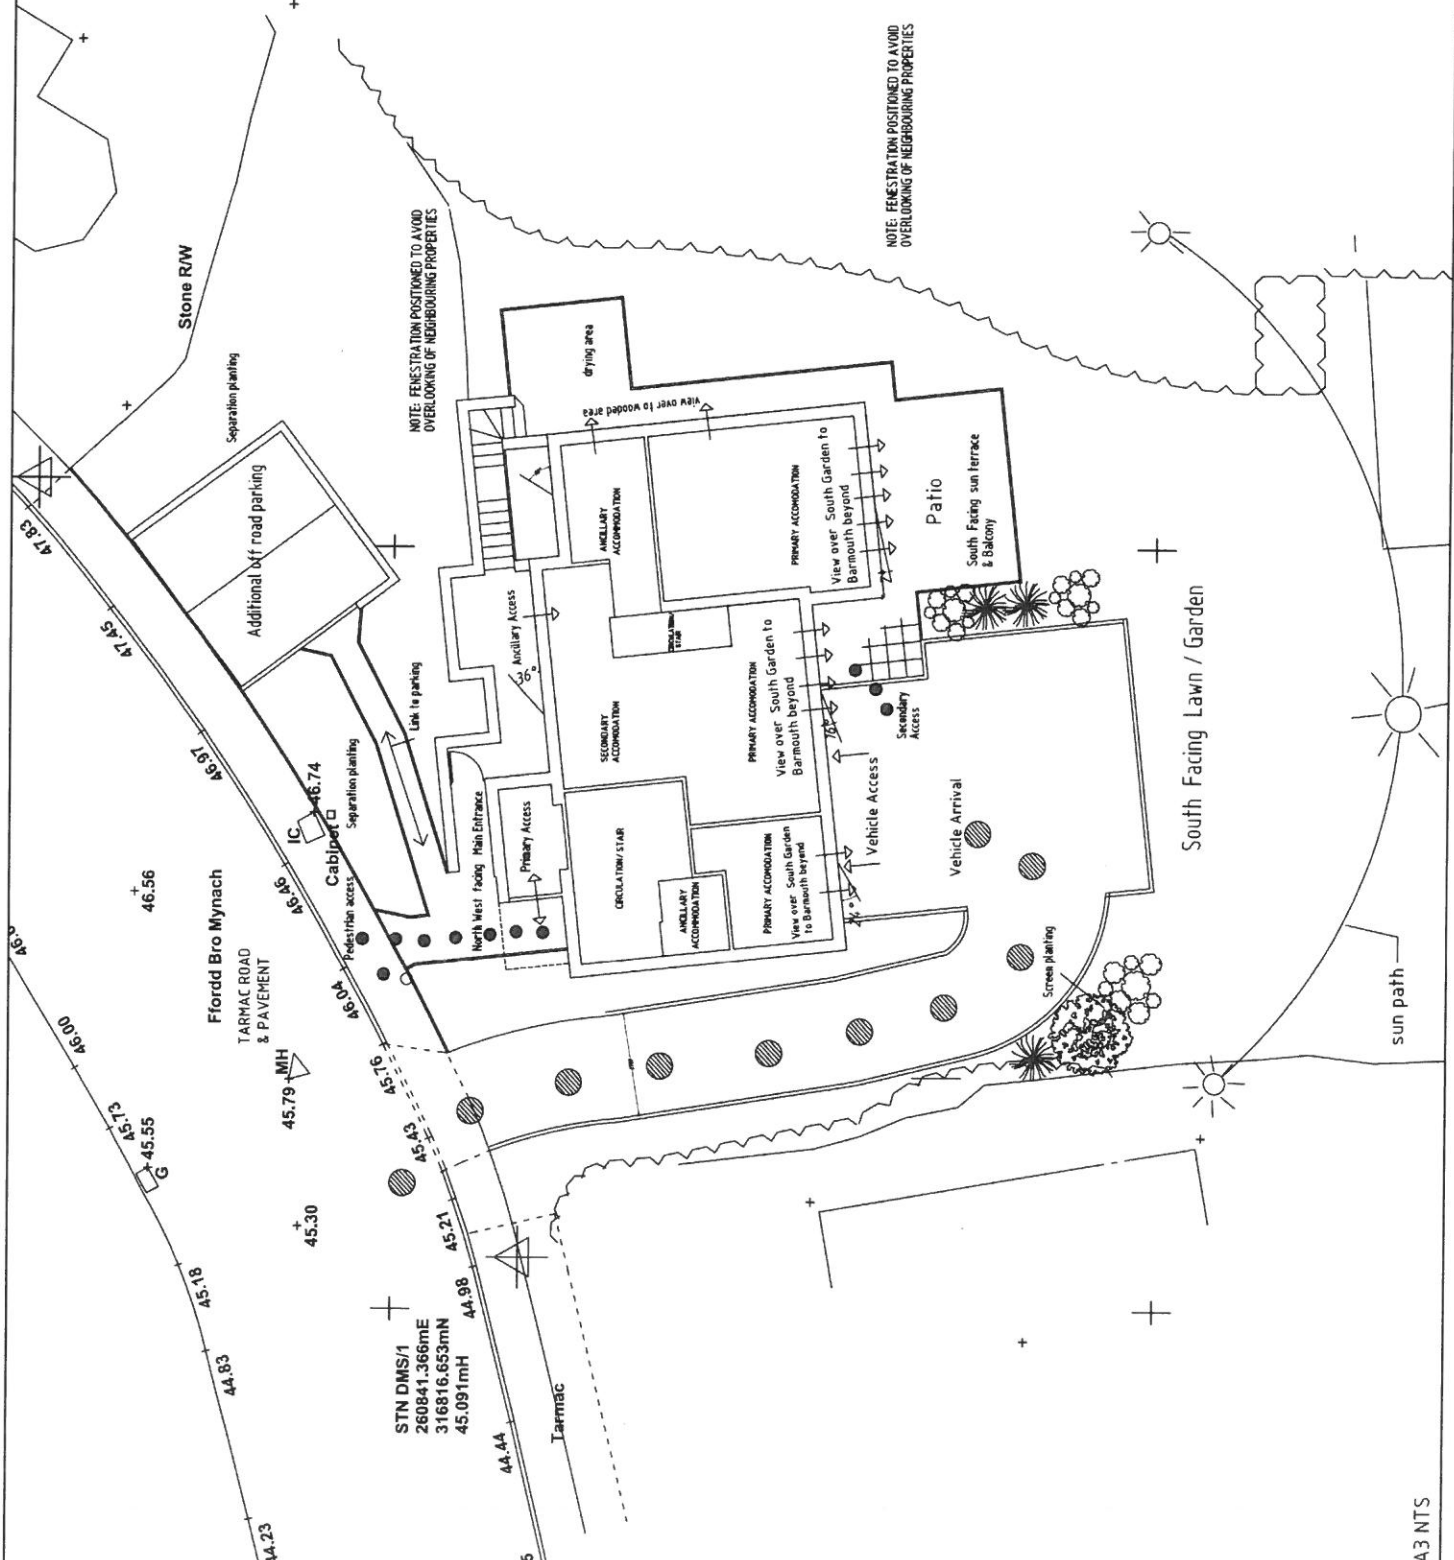 Stone R/W
Separation planting
NOTE: FENESTRATION POSITIONED TO AVOID
OVERLOOKING OF NEIGHBOURING PROPERTIES
NOTE: FENESTRATION POSITIONED TO AVOID
OVERLOOKING OF NEIGHBOURING PROPERTIES
Additional off road parking
47.83
47.45
46.97
46.74
IC
Cabinet
46.46
46.04
45.76
45.43
45.21
44.98
44.44
46.56
Ffordd Bro Mynach
TARMAC ROAD
& PAVEMENT
46.00
45.73
45.55
G
45.79
MH
45.30
45.18
44.83
44.23
STN DMS/1
260841.366mE
316816.653mN
45.091mH
Tarmac
Pedestrian access
Separation planting
Link to parking
North West facing Main Entrance
Primary Access
Ancillary Access
36°
drying area
view over to wooded area
ANCILLARY
ACCOMMODATION
PRIMARY ACCOMODATION
View over South Garden to
Barmouth beyond
CIRCULATION/
STAIR
SECONDARY
ACCOMODATION
PRIMARY ACCOMODATION
View over South Garden to
Barmouth beyond
CIRCULATION/STAIR
ANCILLARY
ACCOMMODATION
PRIMARY ACCOMODATION
View over South Garden
to Barmouth beyond
Patio
South Facing sun terrace
& Balcony
Secondary
Access
Vehicle Access
Vehicle Arrival
Screen planting
South Facing Lawn / Garden
sun path
A3 NTS